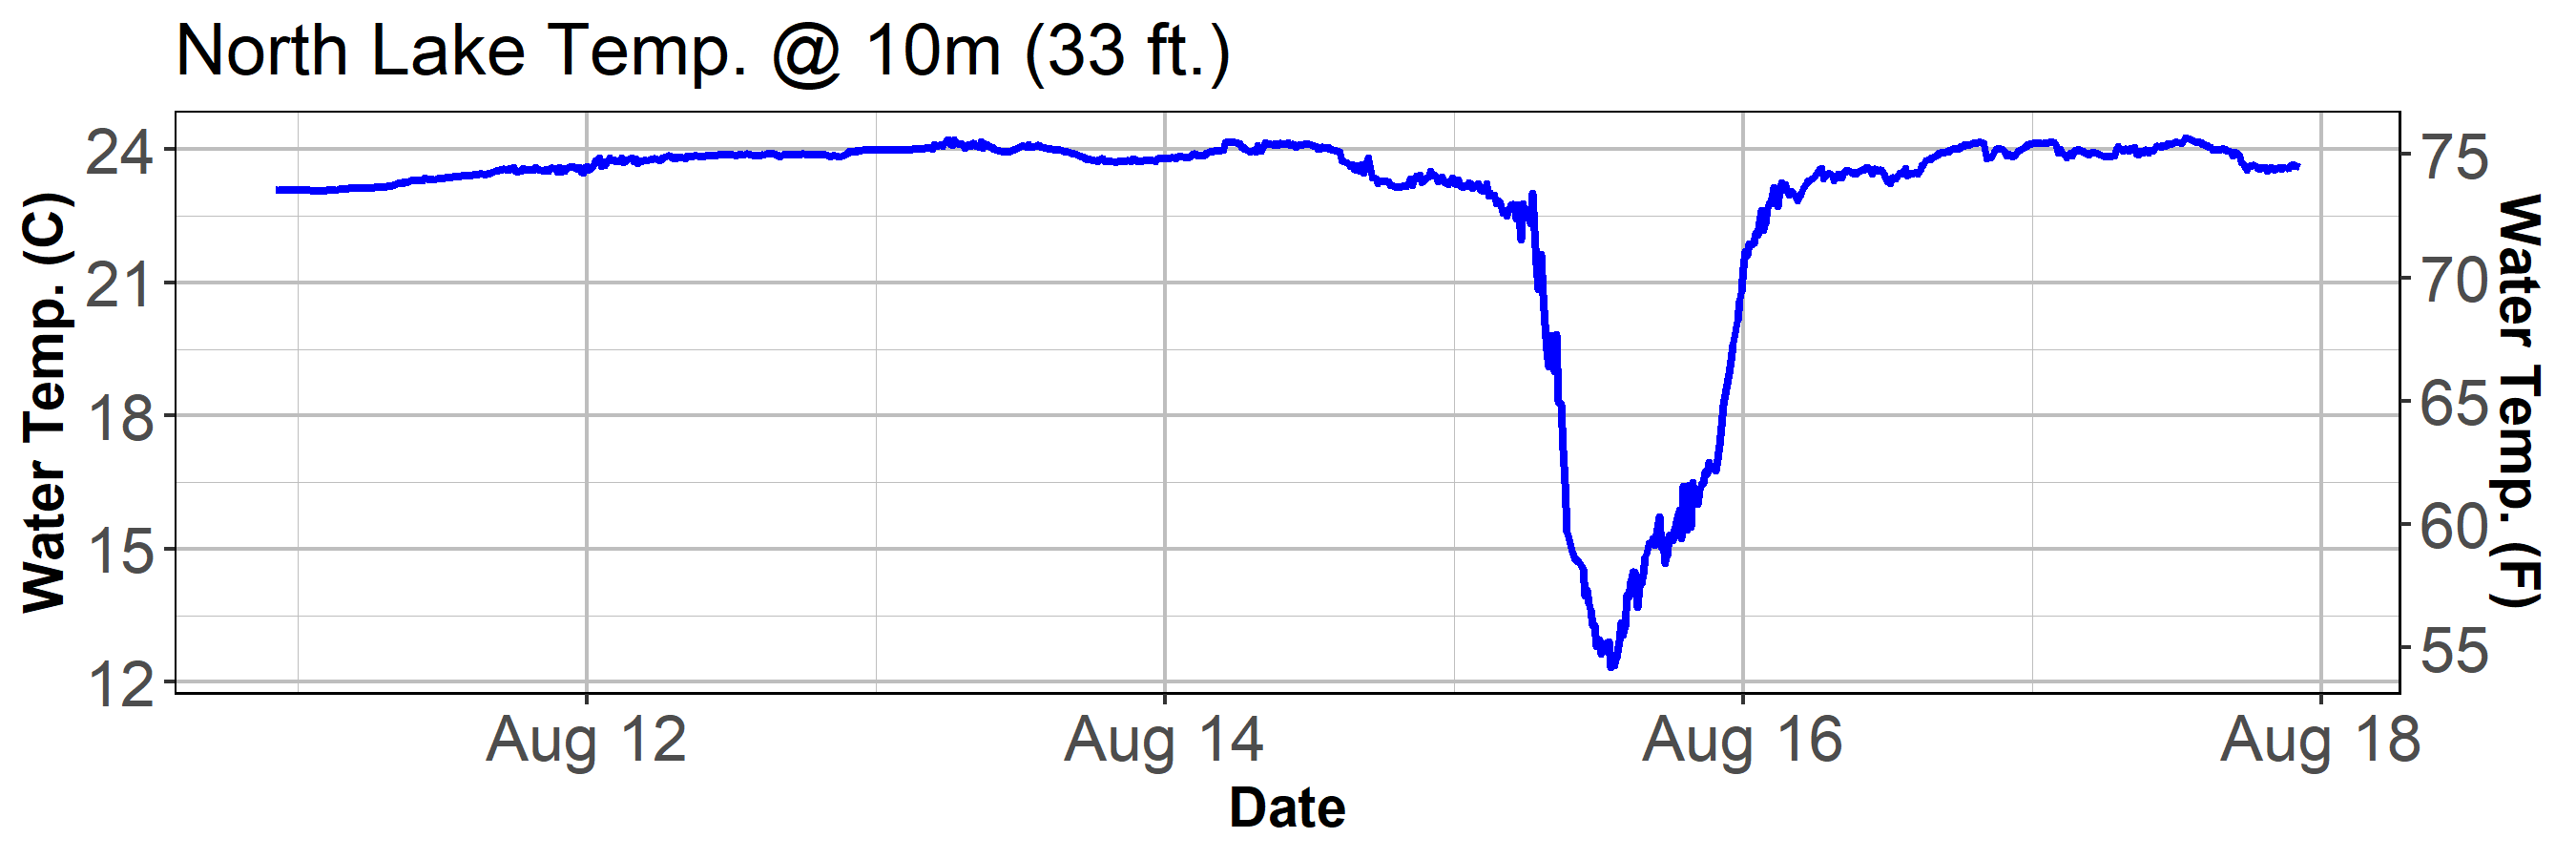 North Lake Temp. @ 10m (33 ft.)
Water Temp. (C)
24
21
18
15
12
75
70
65
60
55
Water Temp. (F)
Aug 12
Aug 14
Aug 16
Aug 18
Date